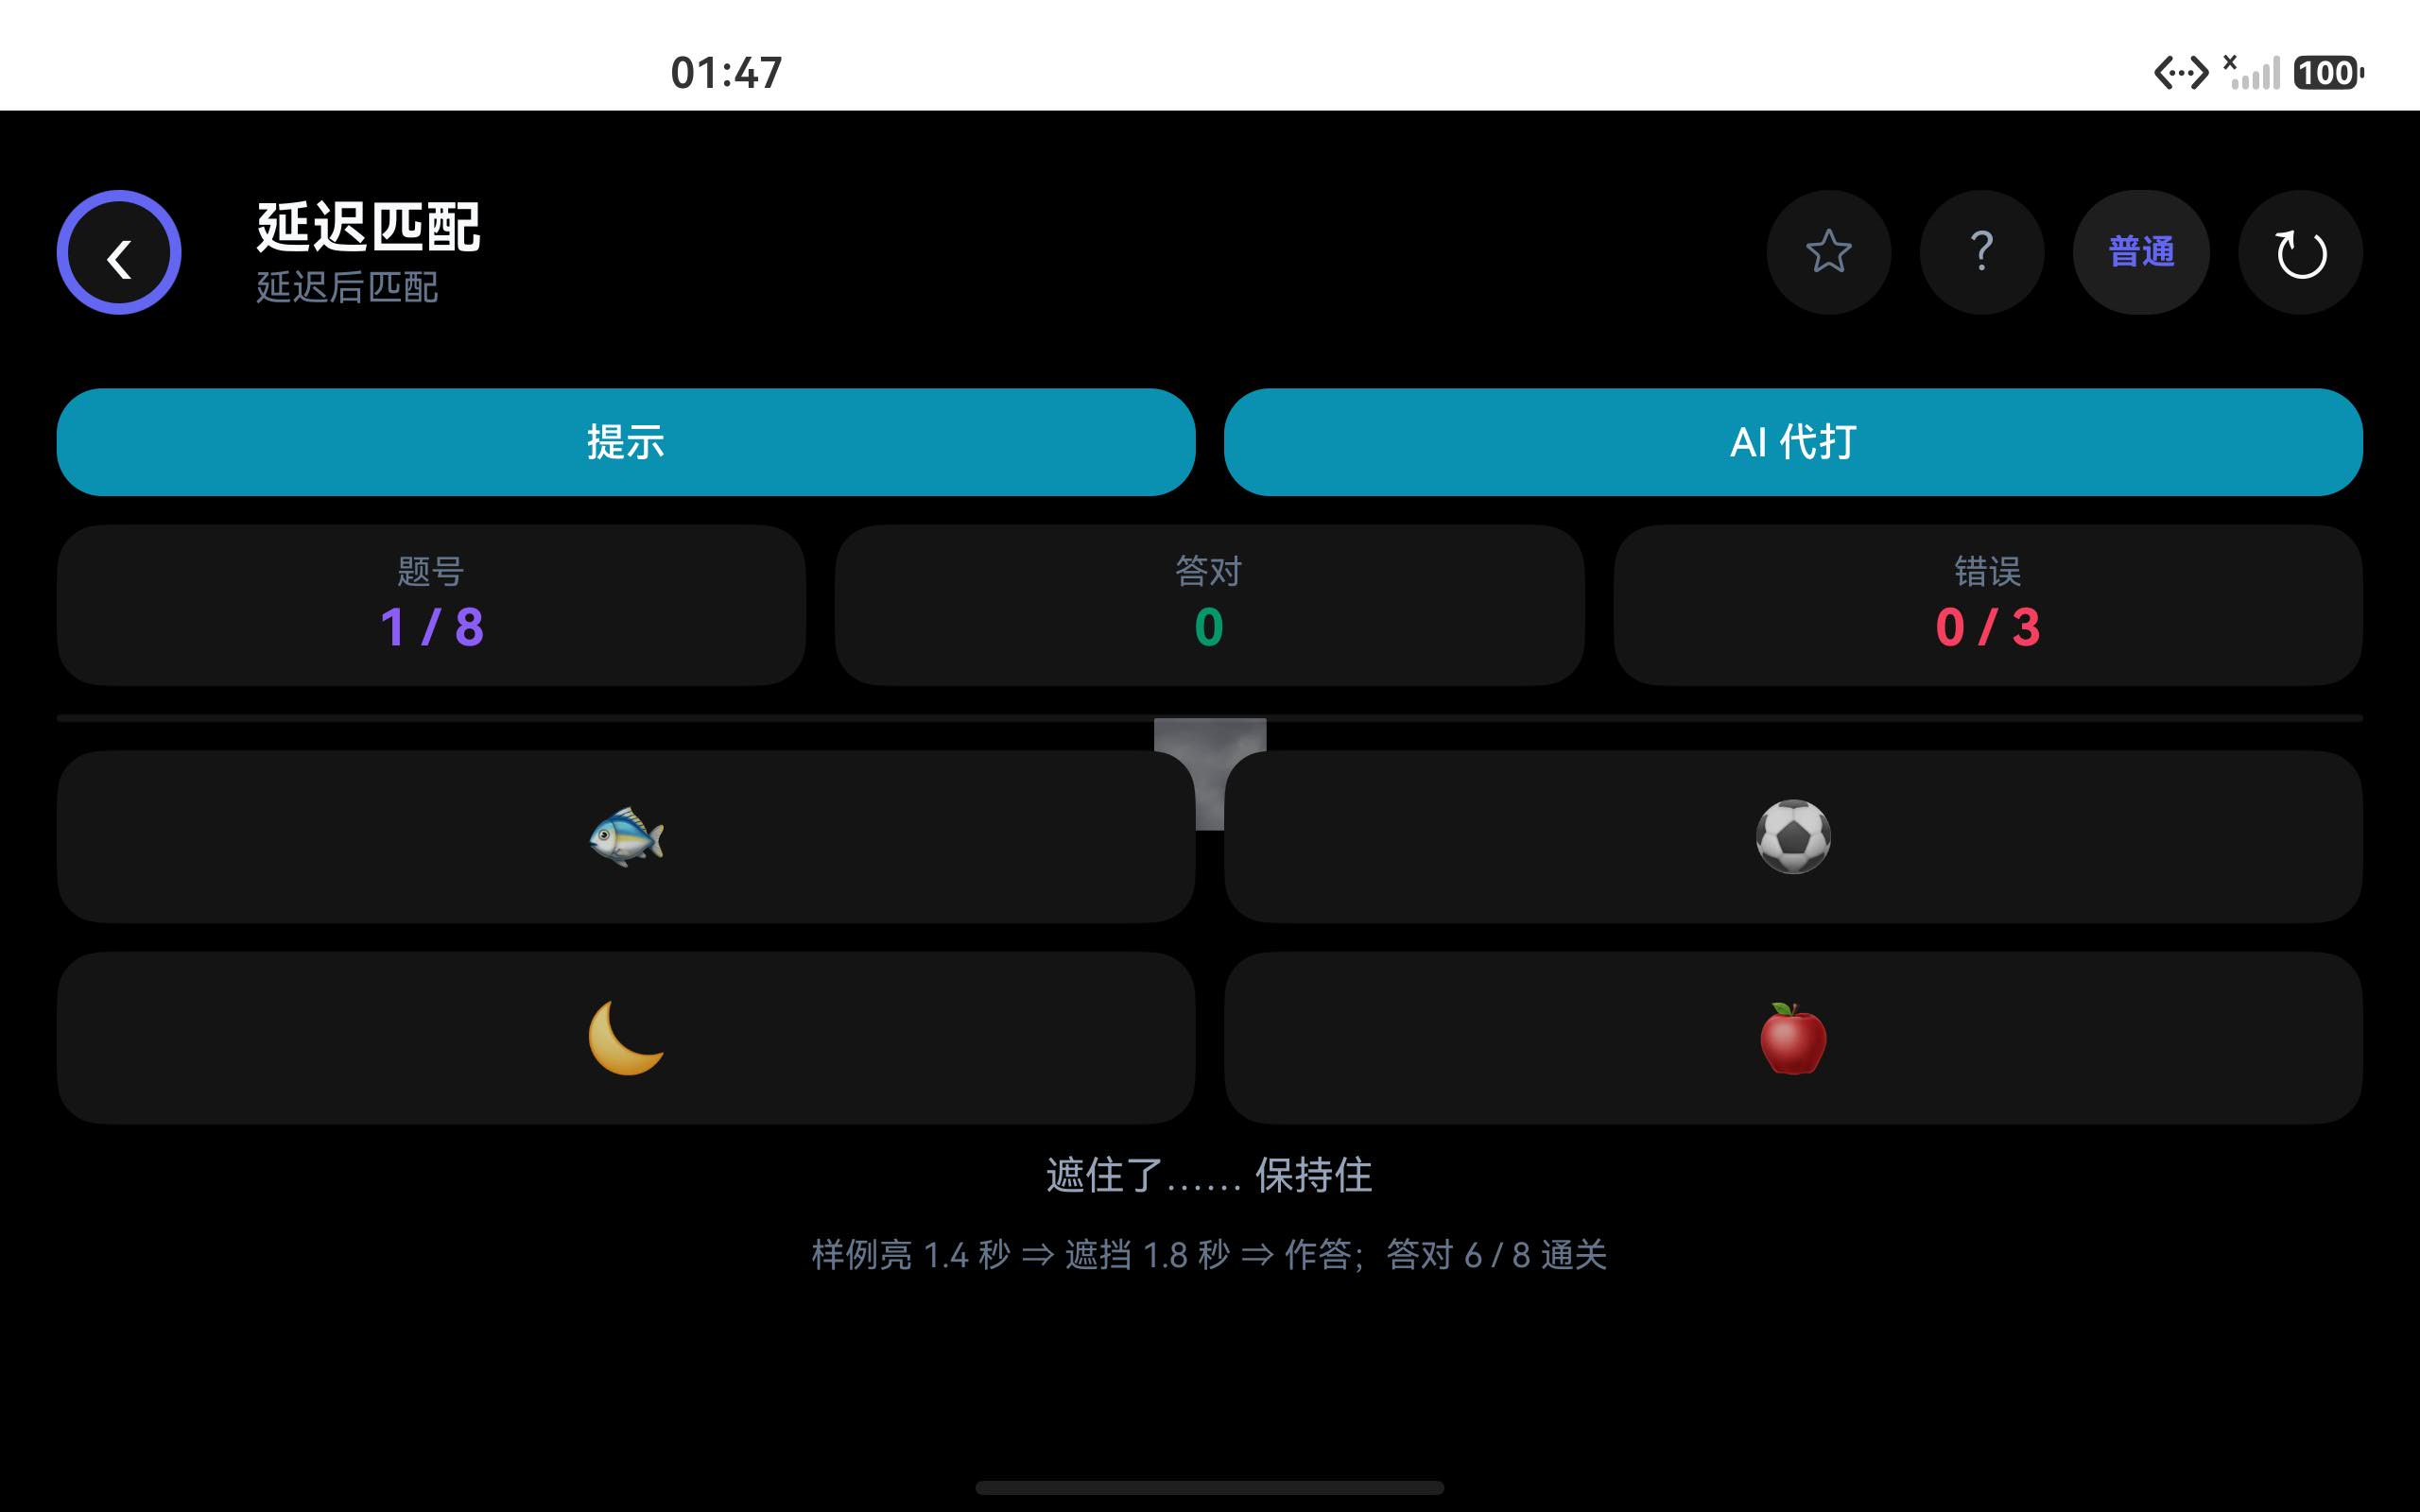 01:47
100
延迟匹配
延迟后匹配
?
普通
提示
AI 代打
题号
1 / 8
答对
0
错误
0 / 3
遮住了…… 保持住
样例亮 1.4 秒 ⇒ 遮挡 1.8 秒 ⇒ 作答；答对 6 / 8 通关